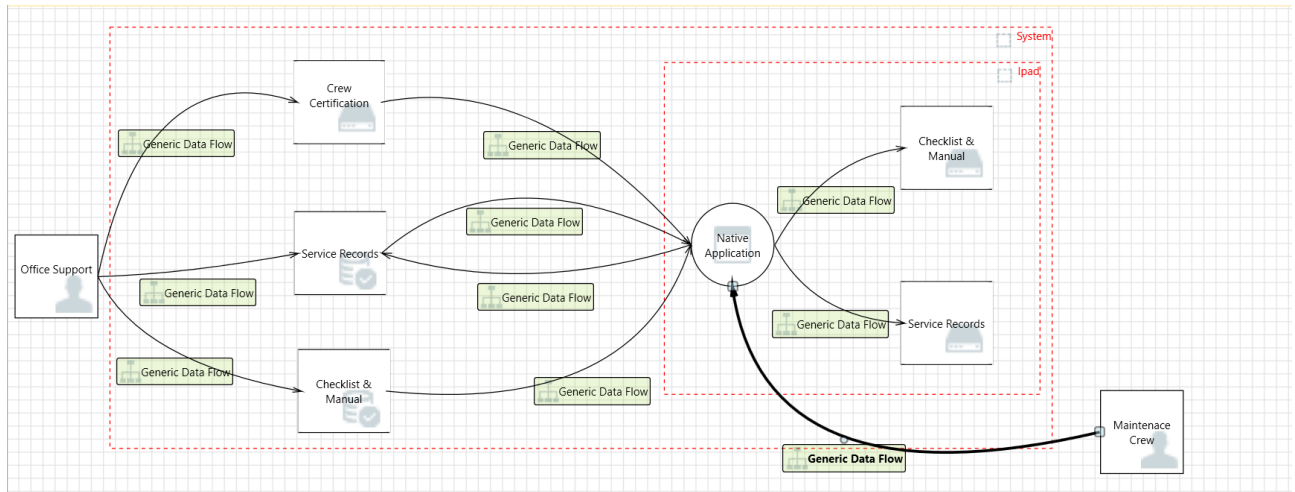 System
Ipad
Crew
Certification
Checklist &
Manual
Generic Data Flow
Generic Data Flow
Generic Data Flow
Generic Data Flow
Native
Application
Service Records
Office Support
Generic Data Flow
Generic Data Flow
Generic Data Flow
Service Records
Generic Data Flow
Checklist &
Manual
Generic Data Flow
Maintenace
Crew
Generic Data Flow